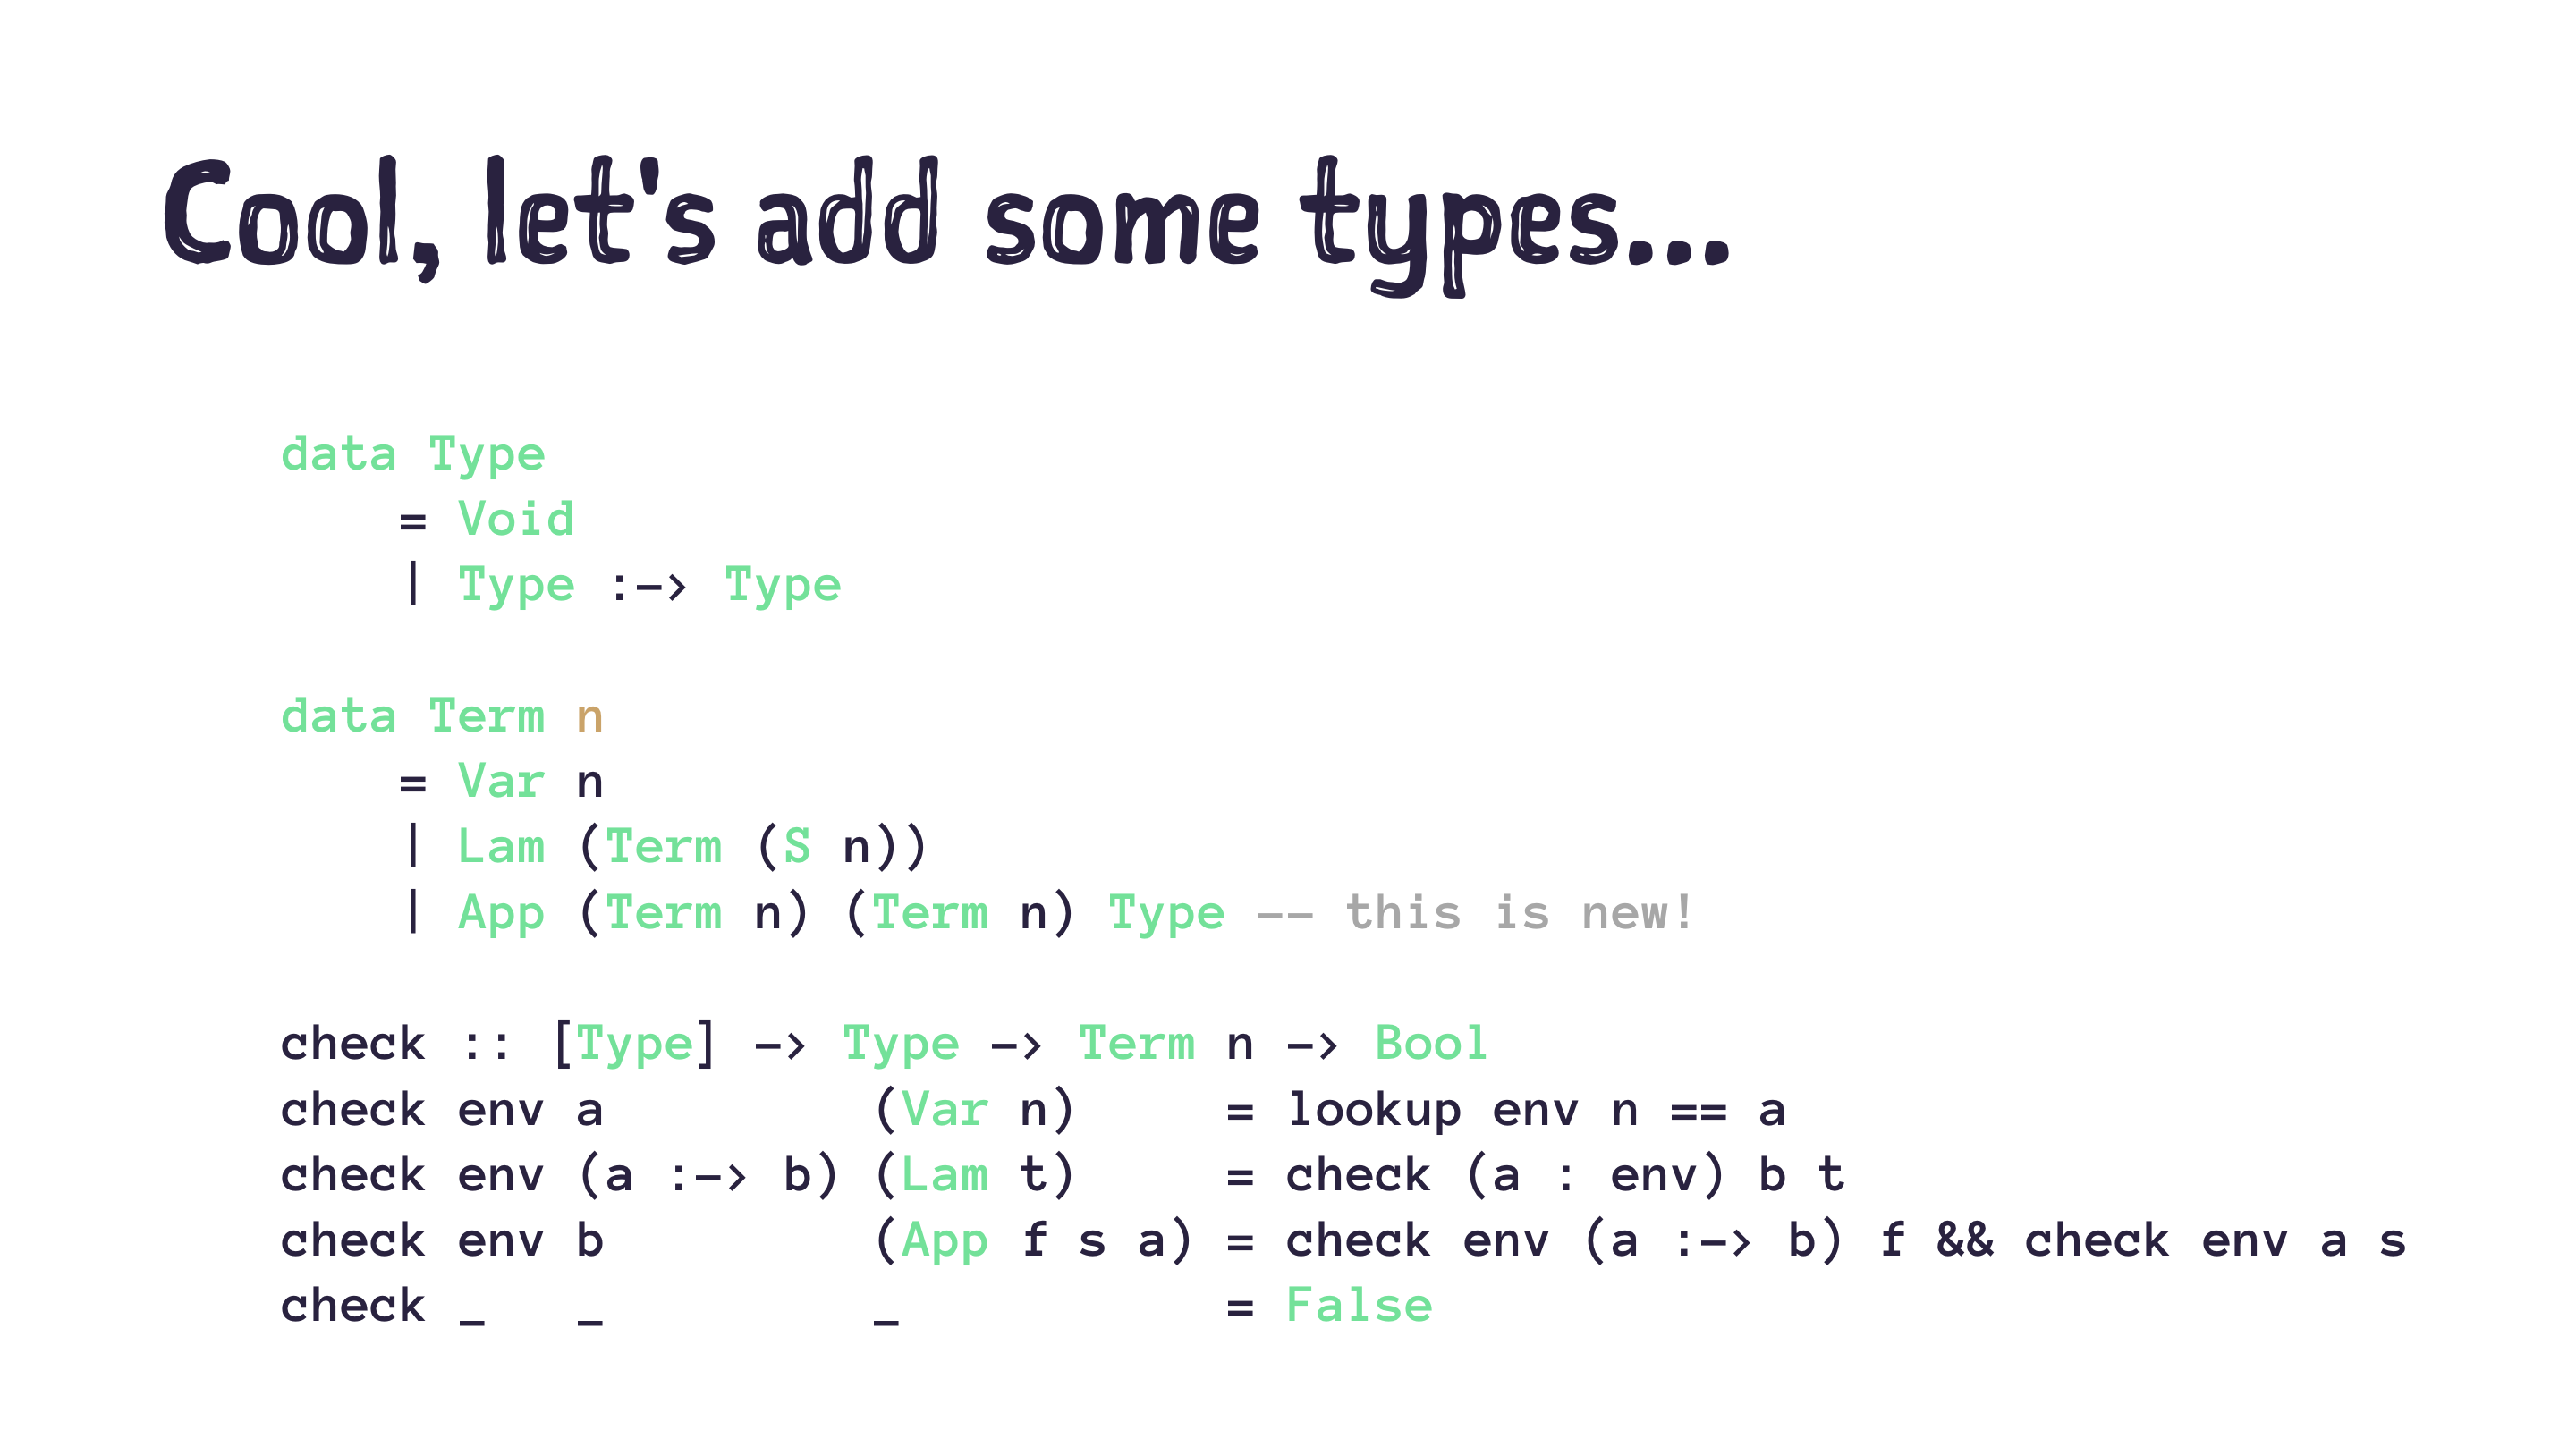 Cool, let's add some types...
data Type
    = Void
    | Type :-> Type
data Term n
    = Var n
    | Lam (Term (S n))
    | App (Term n) (Term n) Type -- this is new!
check :: [Type] -> Type -> Term n -> Bool
check env a         (Var n)     = lookup env n == a
check env (a :-> b) (Lam t)     = check (a : env) b t
check env b         (App f s a) = check env (a :-> b) f && check env a s
check _   _         _           = False